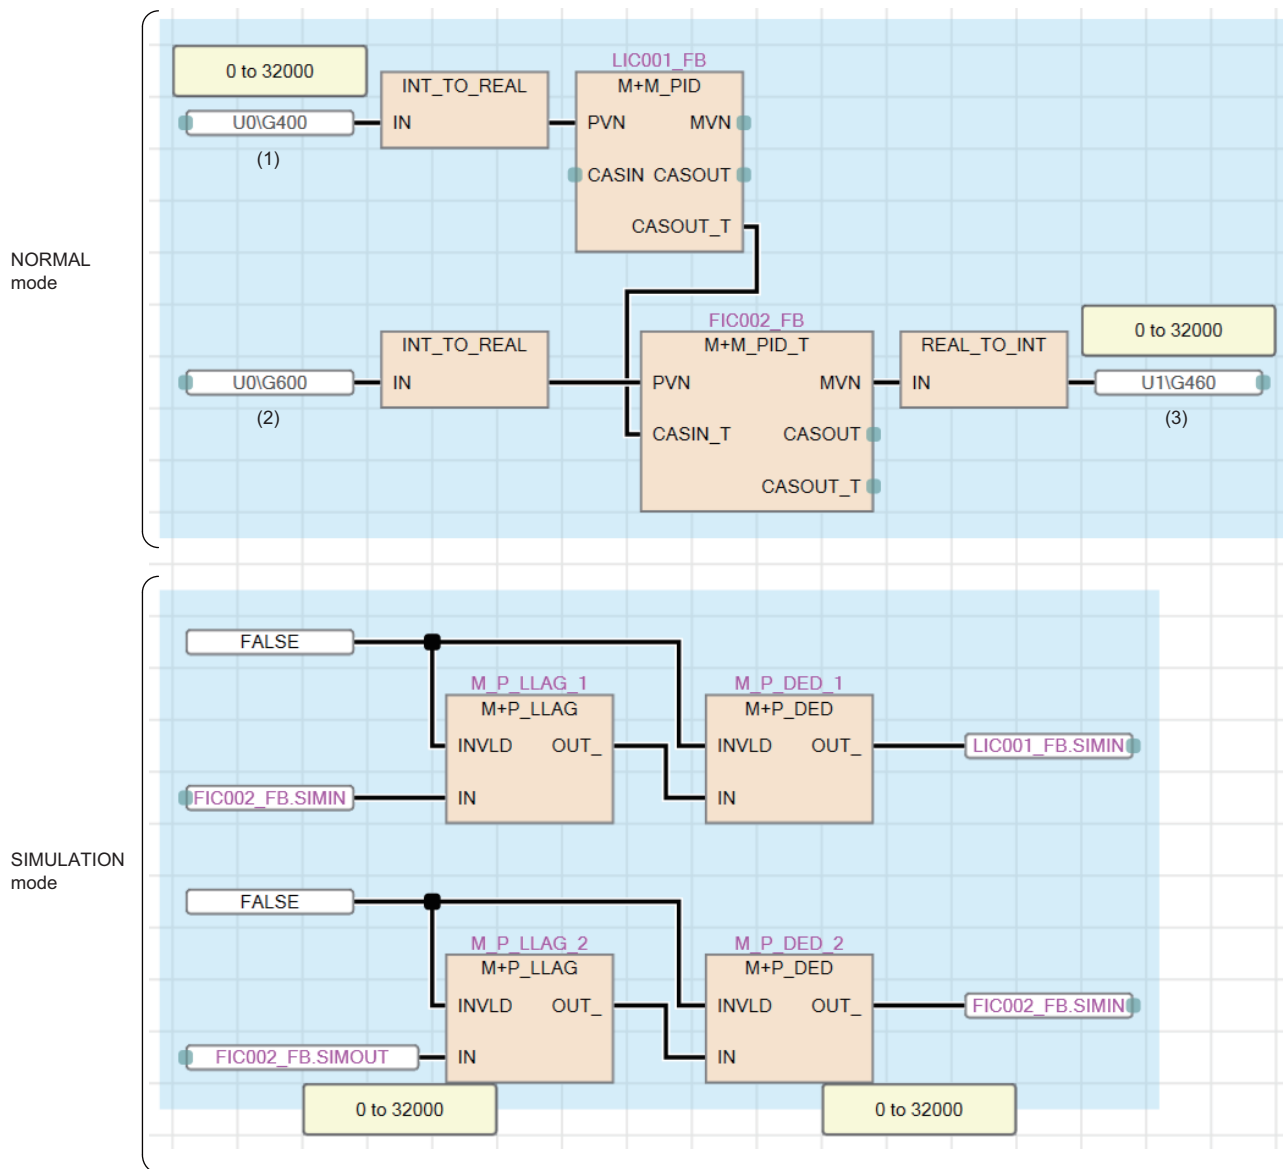 NORMAL
mode
0 to 32000
U0\G400
(1)
INT_TO_REAL
IN
LIC001_FB
M+M_PID
PVN MVN
CASIN CASOUT
CASOUT_T
U0\G600
(2)
INT_TO_REAL
IN
FIC002_FB
M+M_PID_T
PVN MVN
CASIN_T CASOUT
CASOUT_T
REAL_TO_INT
IN
0 to 32000
U1\G460
(3)
SIMULATION
mode
FALSE
FIC002_FB.SIMIN
M_P_LLAG_1
M+P_LLAG
INVLD OUT_
IN
M_P_DED_1
M+P_DED
INVLD OUT_
IN
LIC001_FB.SIMIN
FALSE
FIC002_FB.SIMOUT
M_P_LLAG_2
M+P_LLAG
INVLD OUT_
IN
0 to 32000
M_P_DED_2
M+P_DED
INVLD OUT_
IN
0 to 32000
FIC002_FB.SIMIN